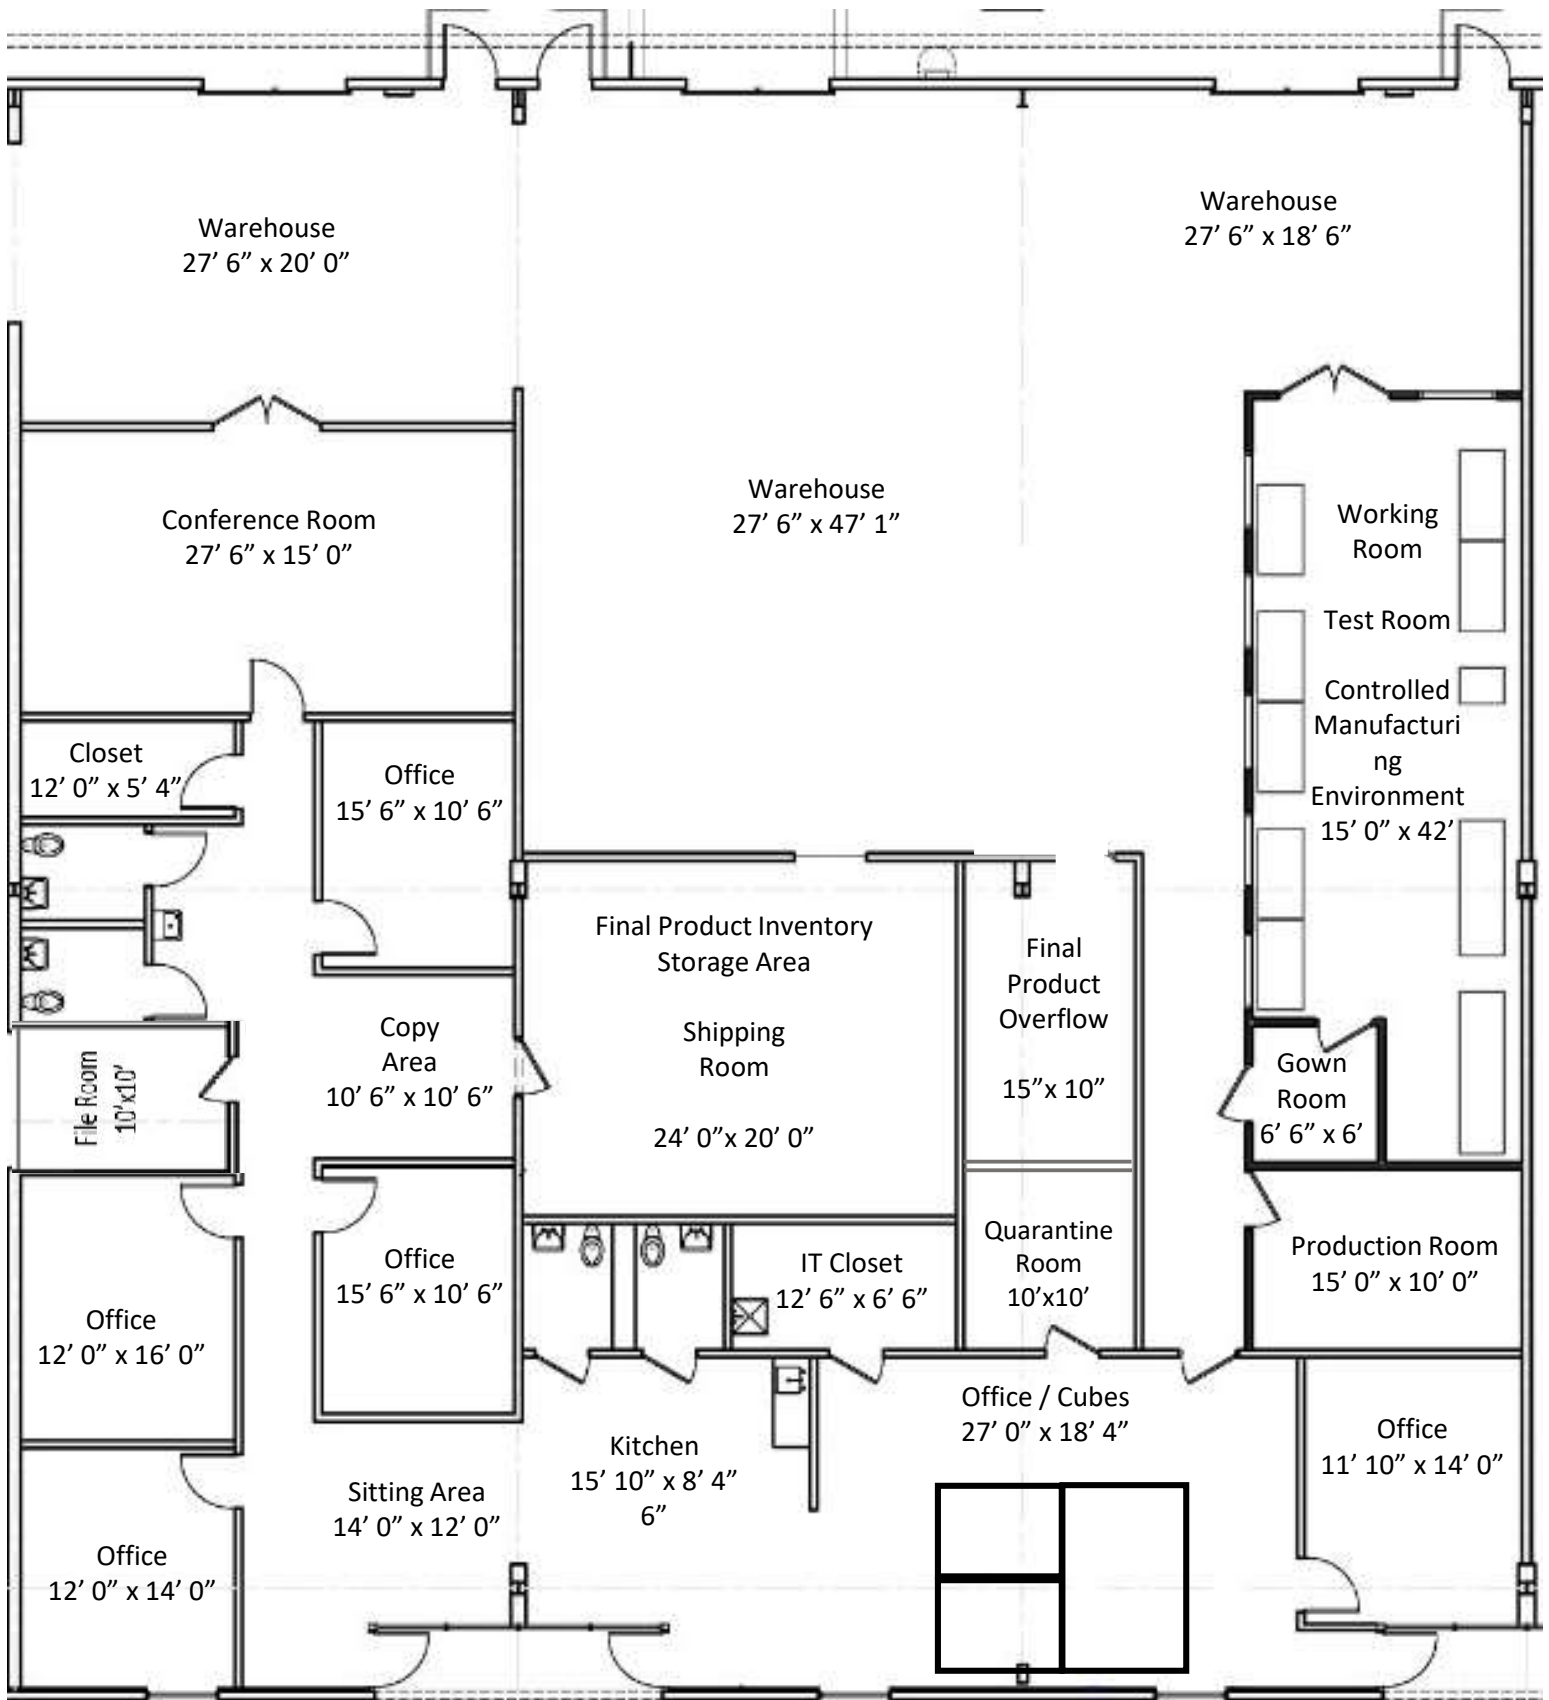 Warehouse
27’ 6” x 20’ 0”
Warehouse
27’ 6” x 18’ 6”
Warehouse
27’ 6” x 47’ 1”
Conference Room
27’ 6” x 15’ 0”
Working
Room
Test Room
Controlled
Manufacturi
ng
Environment
15’ 0” x 42’
Closet
12’ 0” x 5’ 4”
Office
15’ 6” x 10’ 6”
Final Product Inventory
Storage Area
Shipping
Room
24’ 0”x 20’ 0”
Final
Product
Overflow
15”x 10”
Copy
Area
10’ 6” x 10’ 6”
File Room
10'x10'
Gown
Room
6’ 6” x 6’
Office
15’ 6” x 10’ 6”
IT Closet
12’ 6” x 6’ 6”
Quarantine
Room
10’x10’
Production Room
15’ 0” x 10’ 0”
Office
12’ 0” x 16’ 0”
Office / Cubes
27’ 0” x 18’ 4”
Kitchen
15’ 10” x 8’ 4”
6”
Office
11’ 10” x 14’ 0”
Sitting Area
14’ 0” x 12’ 0”
Office
12’ 0” x 14’ 0”